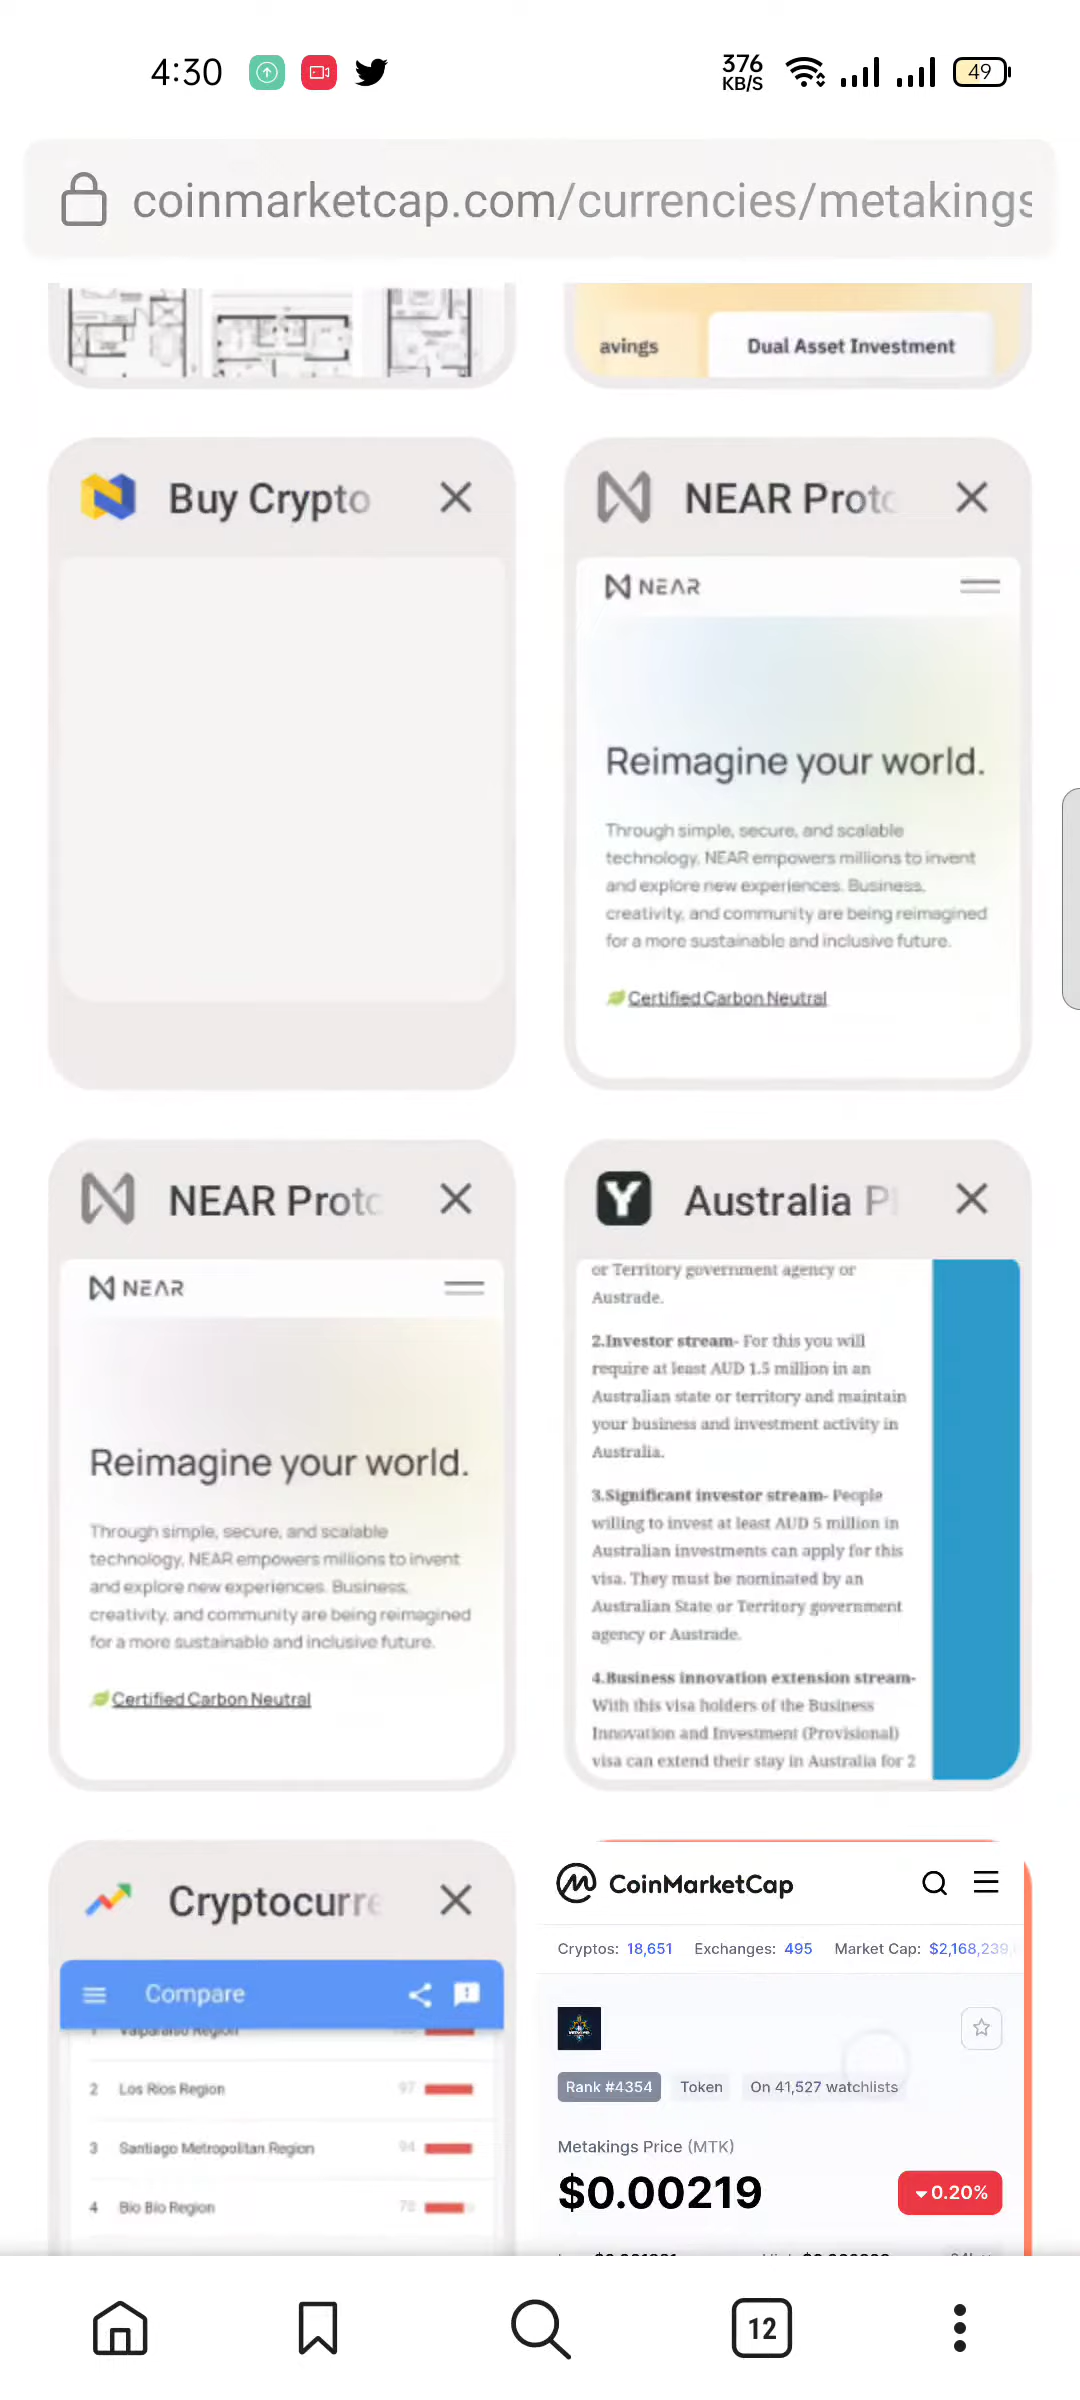 4:30
376
KB/S
49
coinmarketcap.com/currencies/metakings
avings
Dual Asset Investment
Buy Crypto
NEAR Proto
NEAR
Reimagine your world.
Through simple, secure, and scalable
technology, NEAR empowers millions to invent
and explore new experiences. Business,
creativity, and community are being reimagined
for a more sustainable and inclusive future.
Certified Carbon Neutral
NEAR Proto
NEAR
Reimagine your world.
Through simple, secure, and scalable
technology, NEAR empowers millions to invent
and explore new experiences. Business,
creativity, and community are being reimagined
for a more sustainable and inclusive future.
Certified Carbon Neutral
Y
Australia P
or Territory government agency or
Austrade.
2.Investor stream- For this you will
require at least AUD 1.5 million in an
Australian state or territory and maintain
your business and investment activity in
Australia.
3.Significant investor stream- People
willing to invest at least AUD 5 million in
Australian investments can apply for this
visa. They must be nominated by an
Australian State or Territory government
agency or Austrade.
4.Business innovation extension stream-
With this visa holders of the Business
Innovation and Investment (Provisional)
visa can extend their stay in Australia for 2
Cryptocurre
Compare
Valparaiso Region
2 Los Rios Region 97
3 Santiago Metropolitan Region 94
4 Bio Bio Region 78
CoinMarketCap
Cryptos: 18,651 Exchanges: 495 Market Cap: $2,168,239,
Rank #4354 Token On 41,527 watchlists
Metakings Price (MTK)
$0.00219
0.20%
12